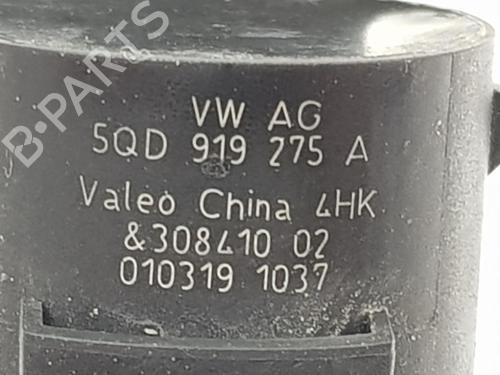 B-PARTS
VW AG
5QD 919 275 A
Valeo China 4HK
&308410 02
010319 1037